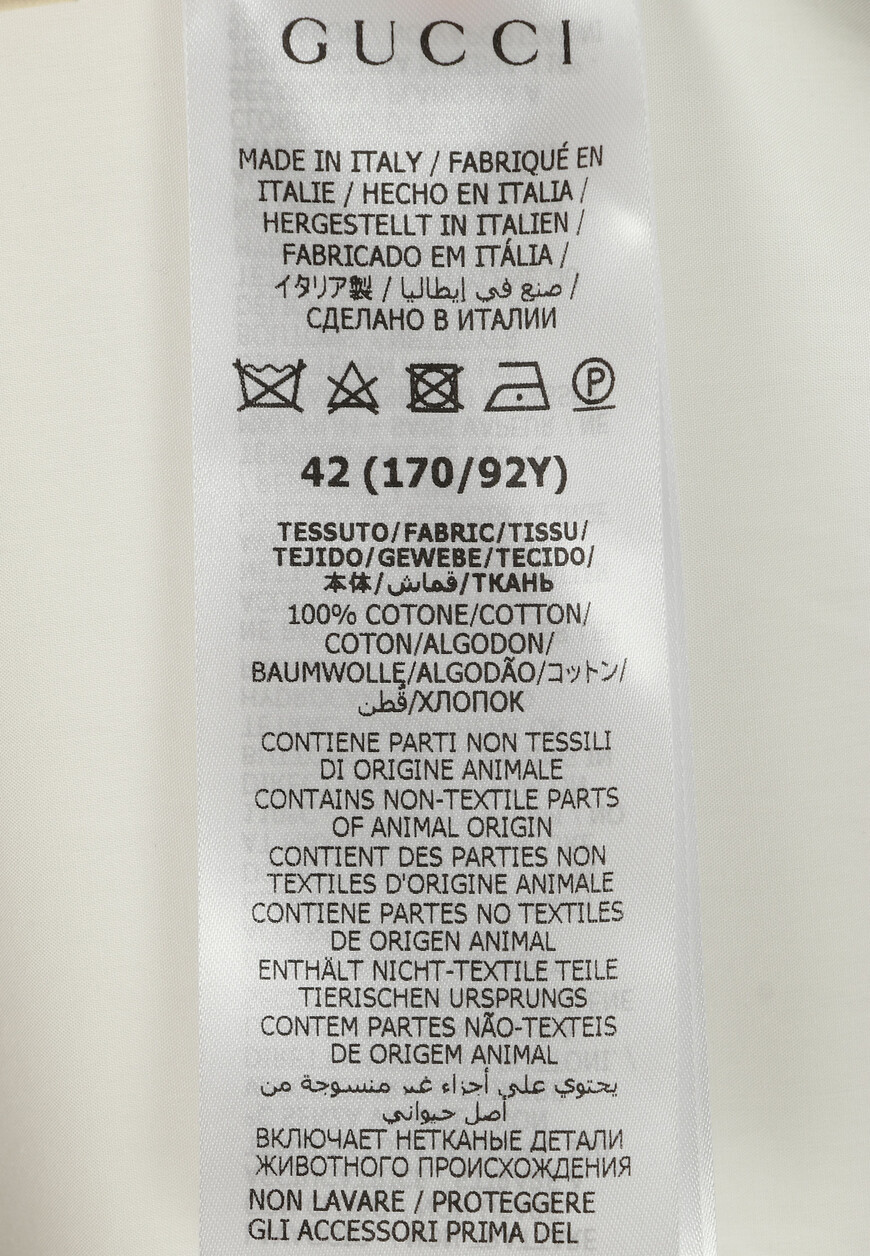 GUCCI
MADE IN ITALY / FABRIQUÉ EN
ITALIE / HECHO EN ITALIA /
HERGESTELLT IN ITALIEN /
FABRICADO EM ITÁLIA /
イタリア製 / صنع في إيطاليا /
СДЕЛАНО В ИТАЛИИ
P
42 (170/92Y)
TESSUTO/FABRIC/TISSU/
TEJIDO/GEWEBE/TECIDO/
本体/قماش/ТКАНЬ
100% COTONE/COTTON/
COTON/ALGODON/
BAUMWOLLE/ALGODÃO/コットン/
قُطن/ХЛОПОК
CONTIENE PARTI NON TESSILI
DI ORIGINE ANIMALE
CONTAINS NON-TEXTILE PARTS
OF ANIMAL ORIGIN
CONTIENT DES PARTIES NON
TEXTILES D'ORIGINE ANIMALE
CONTIENE PARTES NO TEXTILES
DE ORIGEN ANIMAL
ENTHÄLT NICHT-TEXTILE TEILE
TIERISCHEN URSPRUNGS
CONTEM PARTES NÃO-TEXTEIS
DE ORIGEM ANIMAL
يحتوي على أجزاء غير منسوجة من
أصل حيواني
ВКЛЮЧАЕТ НЕТКАНЫЕ ДЕТАЛИ
ЖИВОТНОГО ПРОИСХОЖДЕНИЯ
NON LAVARE / PROTEGGERE
GLI ACCESSORI PRIMA DEL